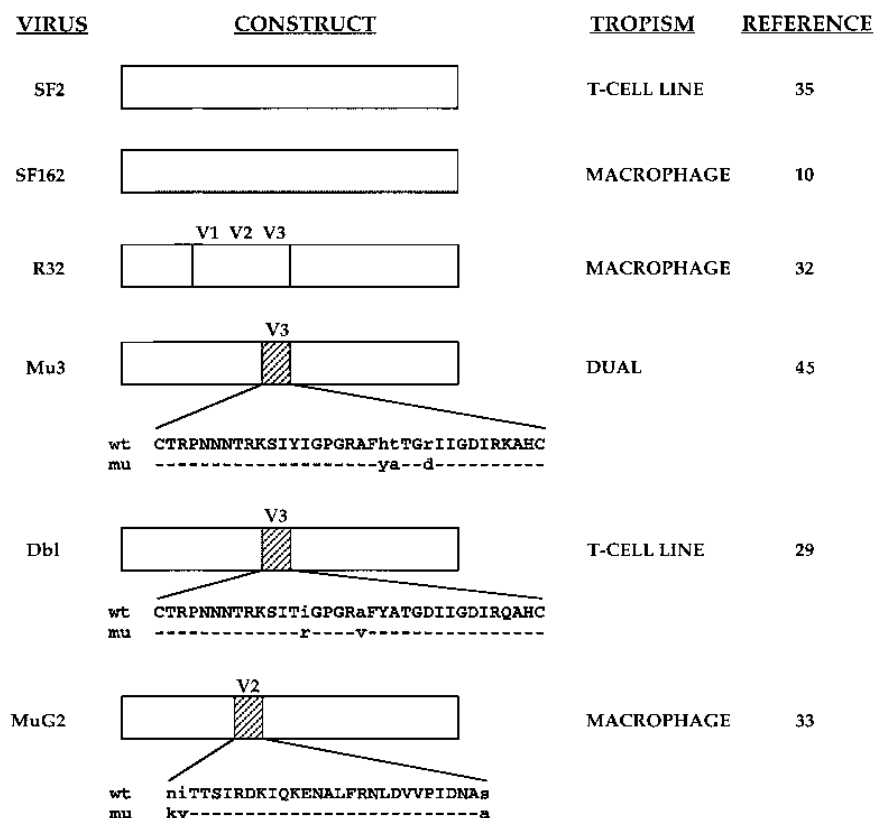 VIRUS CONSTRUCT TROPISM REFERENCE
SF2 T-CELL LINE 35
SF162 MACROPHAGE 10
V1 V2 V3
R32 MACROPHAGE 32
V3
Mu3 DUAL 45
wt CTRPNNNTRKSIYIGPGRAFhtTGrIIGDIRKAHC
mu --------------------ya--d----------
V3
Dbl T-CELL LINE 29
wt CTRPNNNTRKSITiGPGRaFYATGDIIGDIRQAHC
mu -------------r----v----------------
V2
MuG2 MACROPHAGE 33
wt niTTSIRDKIQKENALFRNLDVVPIDNAs
mu kv--------------------------a